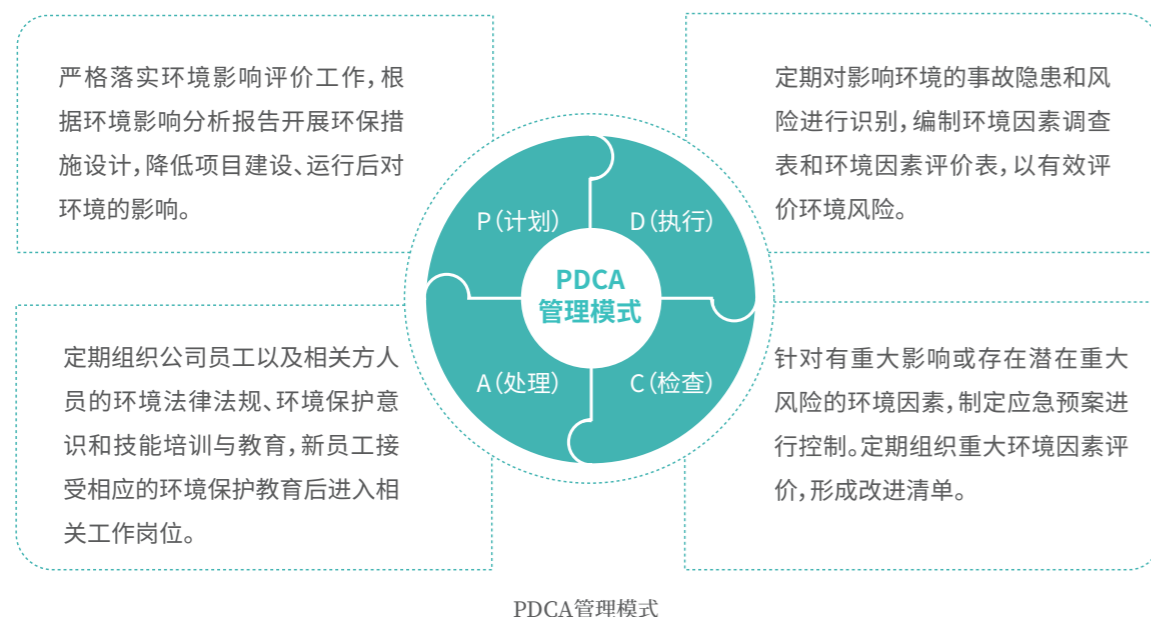 严格落实环境影响评价工作，根
据环境影响分析报告开展环保措
施设计，降低项目建设、运行后对
环境的影响。
定期对影响环境的事故隐患和风
险进行识别，编制环境因素调查
表和环境因素评价表，以有效评
价环境风险。
P（计划）
D（执行）
PDCA
管理模式
A（处理）
C（检查）
定期组织公司员工以及相关方人
员的环境法律法规、环境保护意
识和技能培训与教育，新员工接
受相应的环境保护教育后进入相
关工作岗位。
针对有重大影响或存在潜在重大
风险的环境因素，制定应急预案进
行控制。定期组织重大环境因素评
价，形成改进清单。
PDCA管理模式